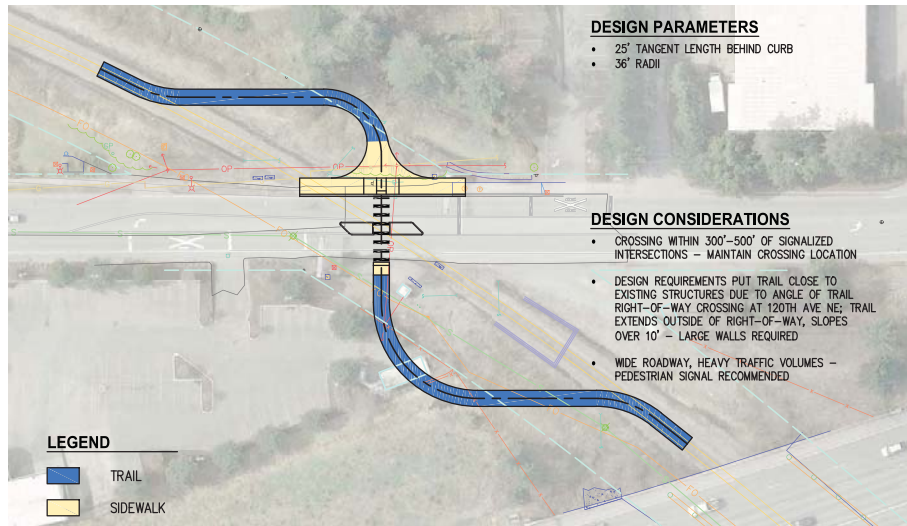 DESIGN PARAMETERS
• 25' TANGENT LENGTH BEHIND CURB
• 36' RADII
DESIGN CONSIDERATIONS
• CROSSING WITHIN 300'–500' OF SIGNALIZED
INTERSECTIONS – MAINTAIN CROSSING LOCATION
• DESIGN REQUIREMENTS PUT TRAIL CLOSE TO
EXISTING STRUCTURES DUE TO ANGLE OF TRAIL
RIGHT-OF-WAY CROSSING AT 120TH AVE NE; TRAIL
EXTENDS OUTSIDE OF RIGHT-OF-WAY, SLOPES
OVER 10' – LARGE WALLS REQUIRED
• WIDE ROADWAY, HEAVY TRAFFIC VOLUMES –
PEDESTRIAN SIGNAL RECOMMENDED
LEGEND
TRAIL
SIDEWALK
OP
OP